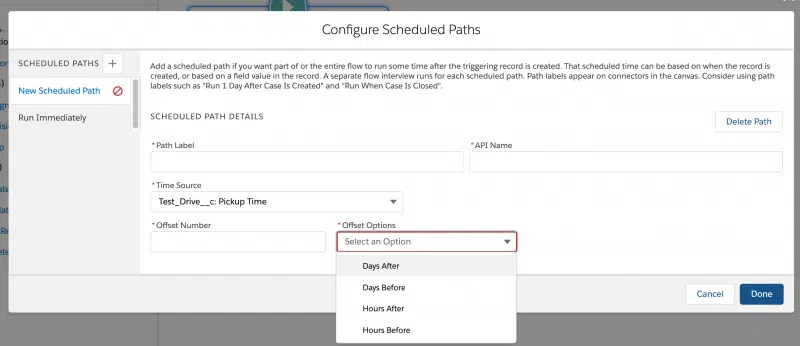 Configure Scheduled Paths
SCHEDULED PATHS +
New Scheduled Path
Run Immediately
Add a scheduled path if you want part of or the entire flow to run some time after the triggering record is created. That scheduled time can be based on when the record is
created, or based on a field value in the record. A separate flow interview runs for each scheduled path. Path labels appear on connectors in the canvas. Consider using path
labels such as "Run 1 Day After Case Is Created" and "Run When Case Is Closed".
SCHEDULED PATH DETAILS
Delete Path
* Path Label
* API Name
* Time Source
Test_Drive__c: Pickup Time
* Offset Number
* Offset Options
Select an Option
Days After
Days Before
Hours After
Hours Before
Cancel
Done